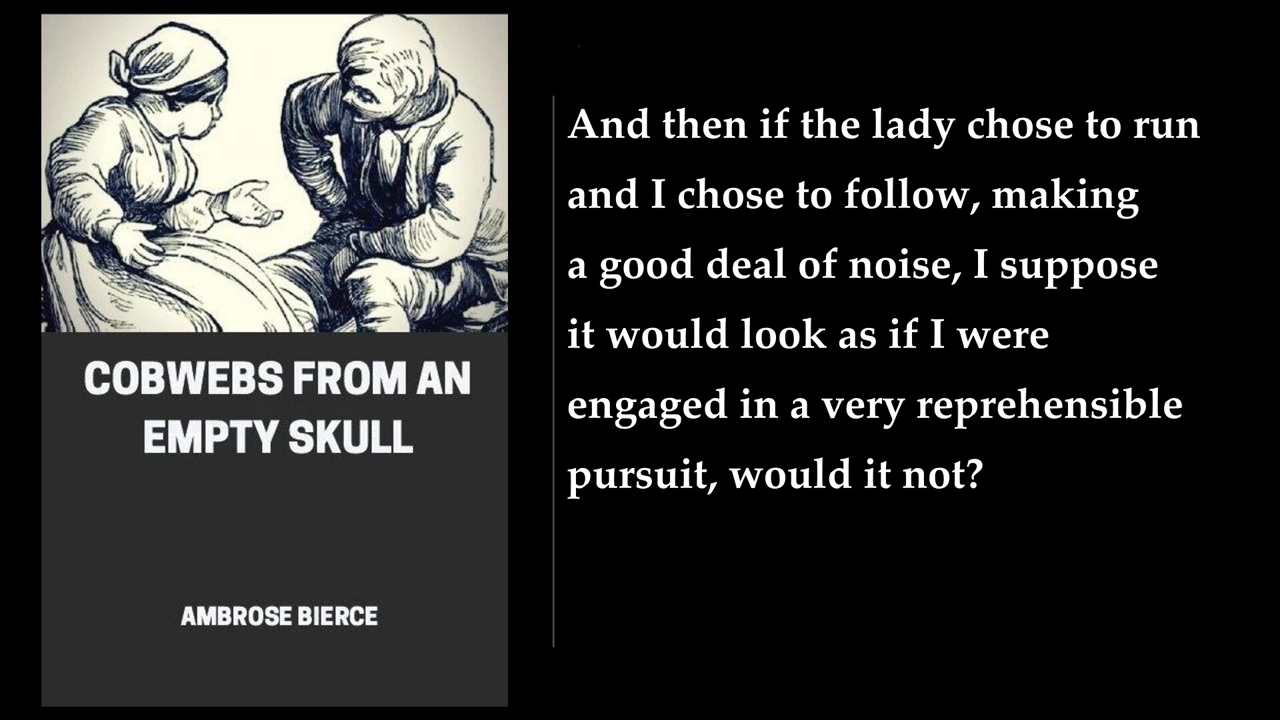 COBWEBS FROM AN
EMPTY SKULL
AMBROSE BIERCE
And then if the lady chose to run
and I chose to follow, making
a good deal of noise, I suppose
it would look as if I were
engaged in a very reprehensible
pursuit, would it not?